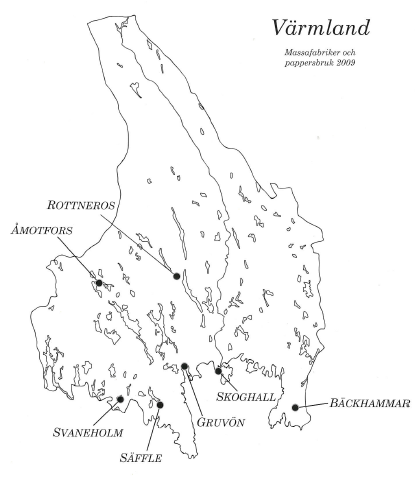 Värmland
Massafabriker och
pappersbruk 2009
ROTTNEROS
ÅMOTFORS
SKOGHALL
BÄCKHAMMAR
GRUVÖN
SVANEHOLM
SÄFFLE